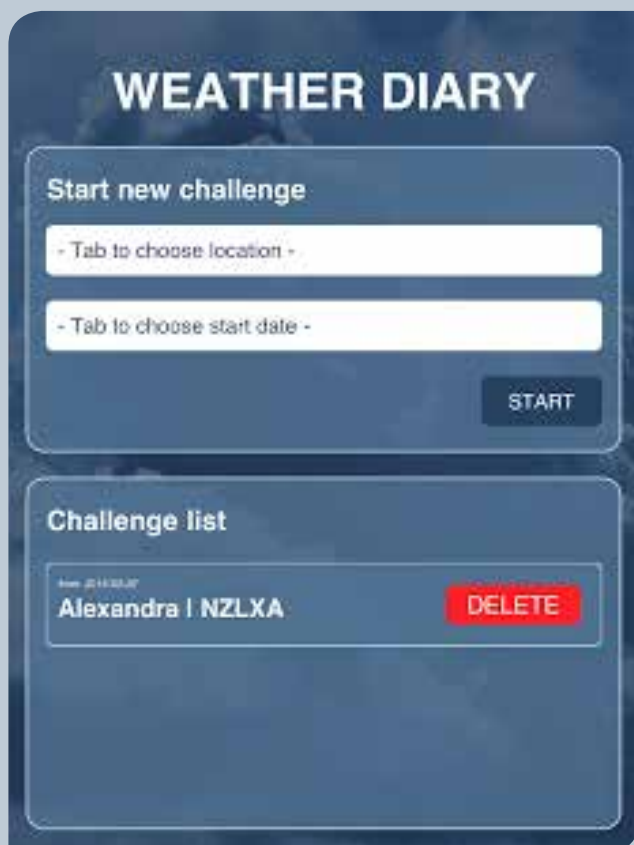 WEATHER DIARY
Start new challenge
- Tab to choose location -
- Tab to choose start date -
START
Challenge list
Alexandra | NZLXA
DELETE